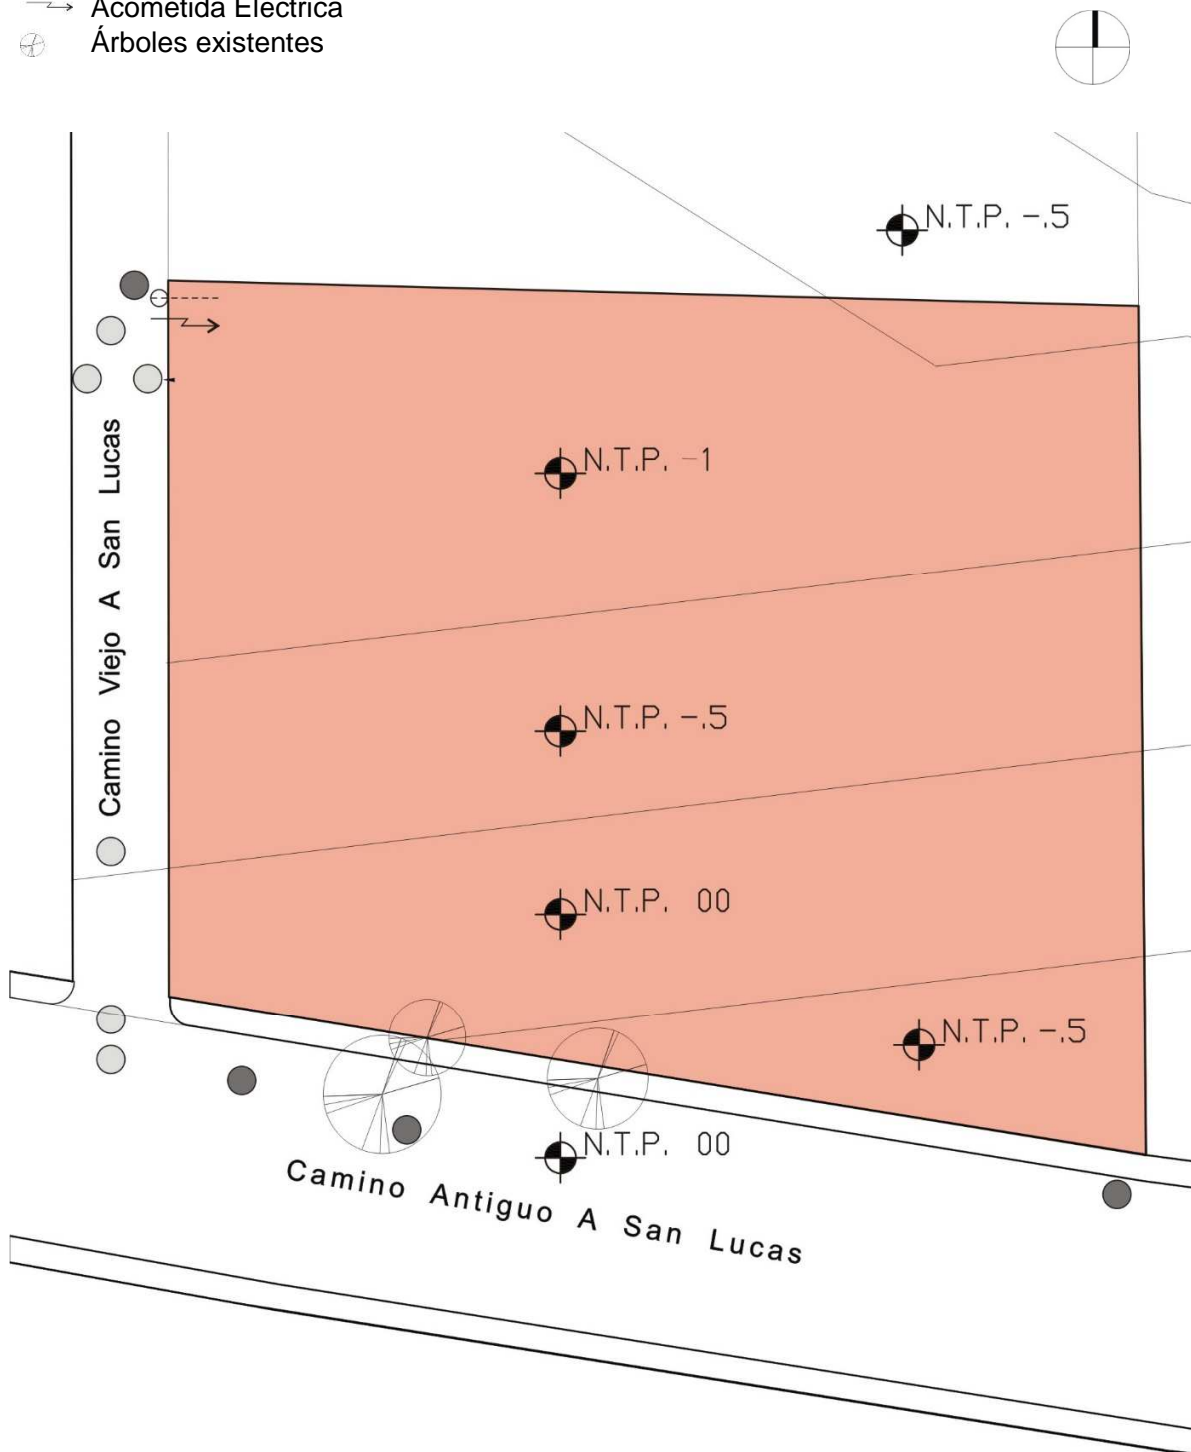 Acometida Eléctrica
Árboles existentes
N.T.P. -.5
N.T.P. -1
Camino Viejo A San Lucas
N.T.P. -.5
N.T.P. 00
N.T.P. -.5
N.T.P. 00
Camino Antiguo A San Lucas